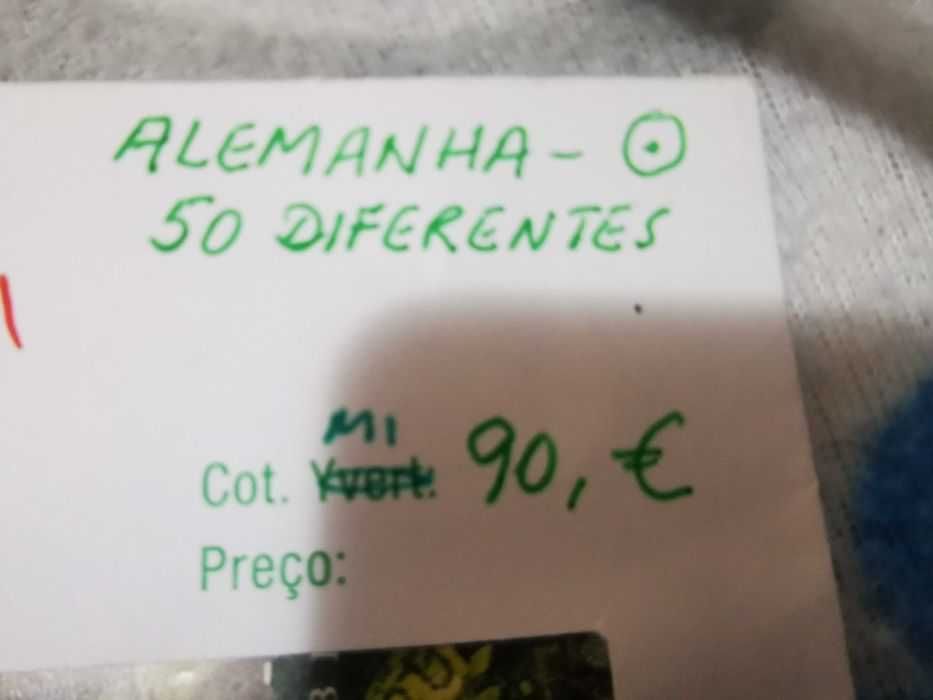 ALEMANHA - ⊙
50 DIFERENTES
MI
Cot. Yvert. 90,€
Preço: